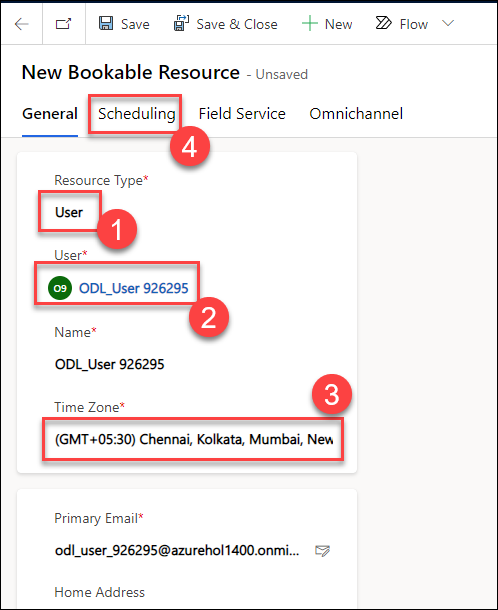 Save Save & Close New Flow
New Bookable Resource - Unsaved
General Scheduling Field Service Omnichannel
4
Resource Type*
User
1
User*
O9 ODL_User 926295
2
Name*
ODL_User 926295
Time Zone*
3
(GMT+05:30) Chennai, Kolkata, Mumbai, New
Primary Email*
odl_user_926295@azurehol1400.onmi...
Home Address